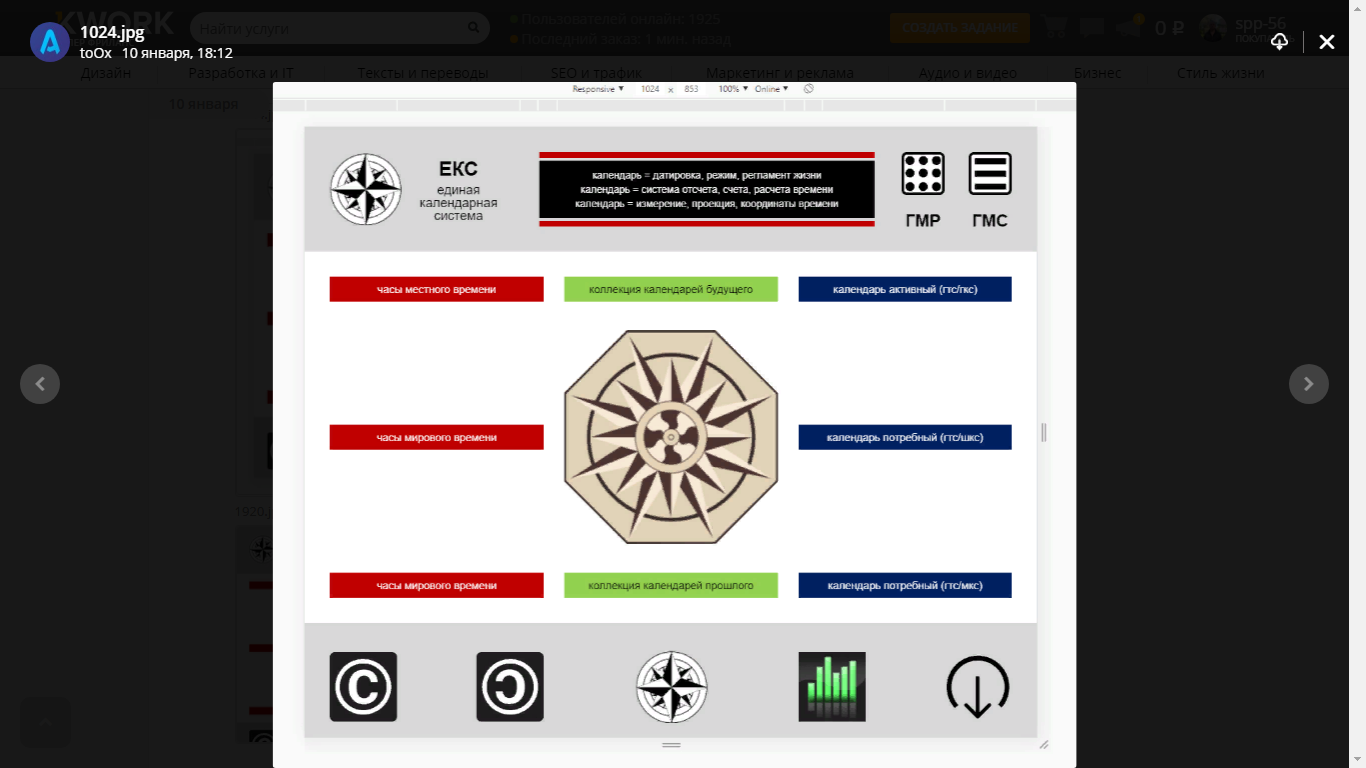 KWORK
1024.jpg
toOx 10 января, 18:12
Найти услуги
Пользователей онлайн: 1925
Последний заказ: 1 мин. назад
СОЗДАТЬ ЗАДАНИЕ
0 ₽
spp-56
Дизайн
Разработка и IT
Тексты и переводы
SEO и трафик
Маркетинг и реклама
Аудио и видео
Бизнес
Стиль жизни
10 января
Responsive ▼ 1024 x 853 100% ▼ Online ▼
ЕКС
единая
календарная
система
календарь = датировка, режим, регламент жизни
календарь = система отсчета, счета, расчета времени
календарь = измерение, проекция, координаты времени
ГМР
ГМС
часы местного времени
коллекция календарей будущего
календарь активный (гтс/гкс)
часы мирового времени
календарь потребный (гтс/шкс)
часы мирового времени
коллекция календарей прошлого
календарь потребный (гтс/мкс)